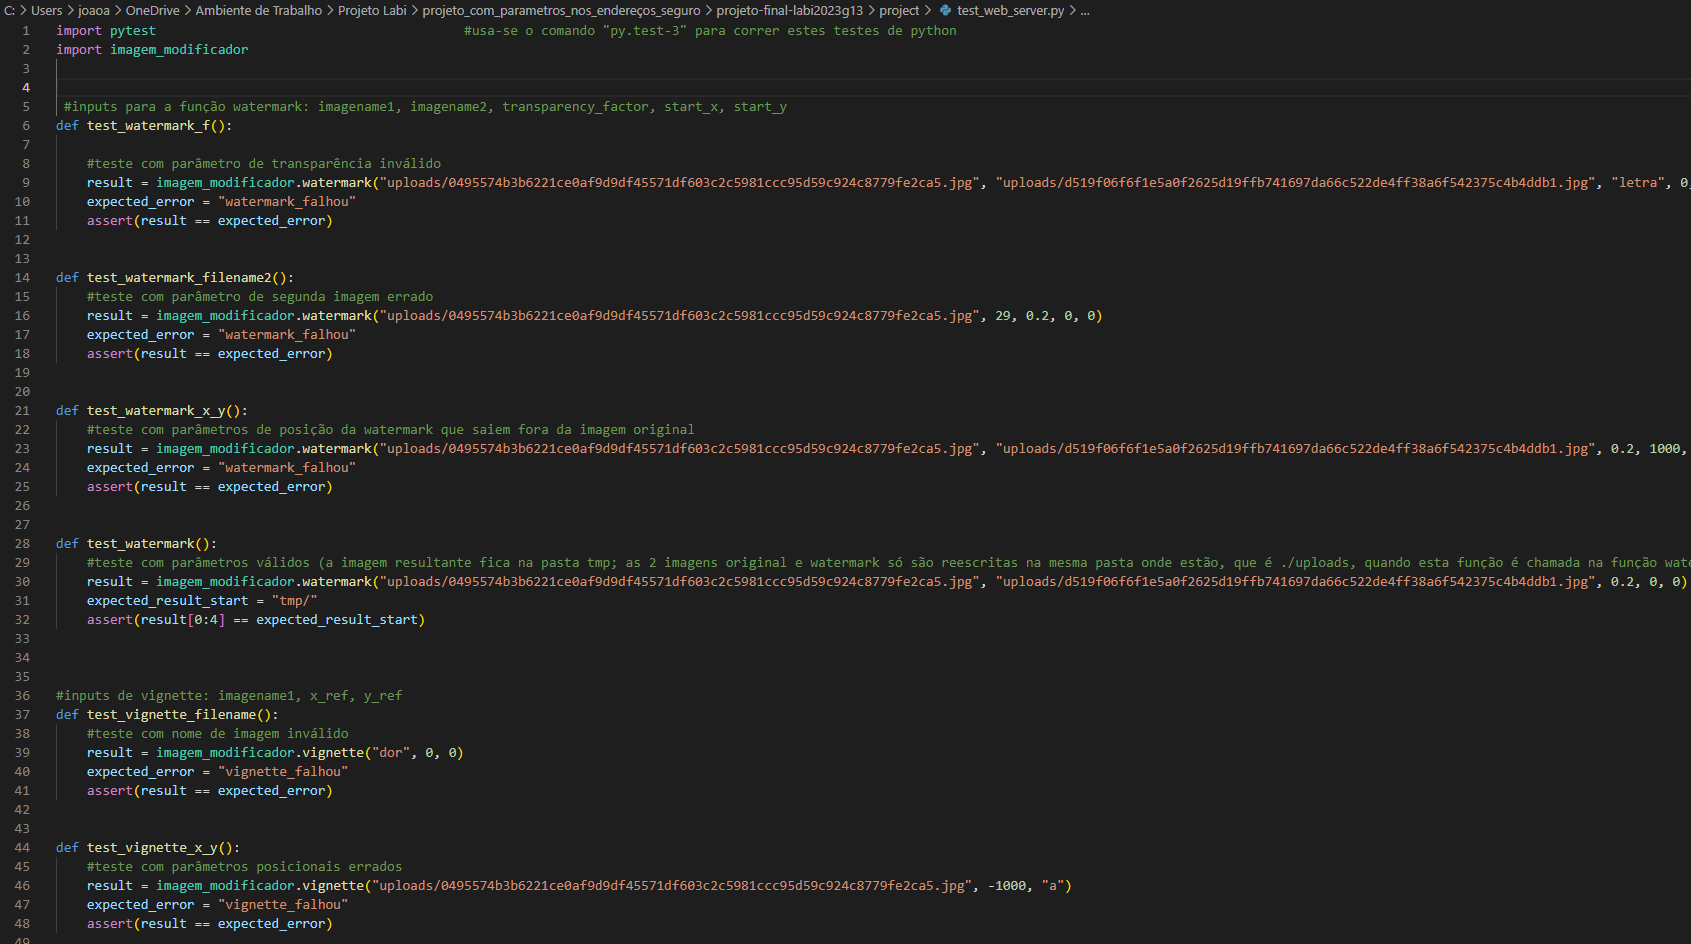 C: > Users > joaoa > OneDrive > Ambiente de Trabalho > Projeto Labi > projeto_com_parametros_nos_endereços_seguro > projeto-final-labi2023g13 > project > test_web_server.py > ...
1 import pytest #usa-se o comando "py.test-3" para correr estes testes de python
2 import imagem_modificador
3
4
5 #inputs para a função watermark: imagename1, imagename2, transparency_factor, start_x, start_y
6 def test_watermark_f():
7
8 #teste com parâmetro de transparência inválido
9 result = imagem_modificador.watermark("uploads/0495574b3b6221ce0af9d9df45571df603c2c5981ccc95d59c924c8779fe2ca5.jpg", "uploads/d519f06f6f1e5a0f2625d19ffb741697da66c522de4ff38a6f542375c4b4ddb1.jpg", "letra", 0,
10 expected_error = "watermark_falhou"
11 assert(result == expected_error)
12
13
14 def test_watermark_filename2():
15 #teste com parâmetro de segunda imagem errado
16 result = imagem_modificador.watermark("uploads/0495574b3b6221ce0af9d9df45571df603c2c5981ccc95d59c924c8779fe2ca5.jpg", 29, 0.2, 0, 0)
17 expected_error = "watermark_falhou"
18 assert(result == expected_error)
19
20
21 def test_watermark_x_y():
22 #teste com parâmetros de posição da watermark que saiem fora da imagem original
23 result = imagem_modificador.watermark("uploads/0495574b3b6221ce0af9d9df45571df603c2c5981ccc95d59c924c8779fe2ca5.jpg", "uploads/d519f06f6f1e5a0f2625d19ffb741697da66c522de4ff38a6f542375c4b4ddb1.jpg", 0.2, 1000,
24 expected_error = "watermark_falhou"
25 assert(result == expected_error)
26
27
28 def test_watermark():
29 #teste com parâmetros válidos (a imagem resultante fica na pasta tmp; as 2 imagens original e watermark só são reescritas na mesma pasta onde estão, que é ./uploads, quando esta função é chamada na função wate
30 result = imagem_modificador.watermark("uploads/0495574b3b6221ce0af9d9df45571df603c2c5981ccc95d59c924c8779fe2ca5.jpg", "uploads/d519f06f6f1e5a0f2625d19ffb741697da66c522de4ff38a6f542375c4b4ddb1.jpg", 0.2, 0, 0)
31 expected_result_start = "tmp/"
32 assert(result[0:4] == expected_result_start)
33
34
35
36 #inputs de vignette: imagename1, x_ref, y_ref
37 def test_vignette_filename():
38 #teste com nome de imagem inválido
39 result = imagem_modificador.vignette("dor", 0, 0)
40 expected_error = "vignette_falhou"
41 assert(result == expected_error)
42
43
44 def test_vignette_x_y():
45 #teste com parâmetros posicionais errados
46 result = imagem_modificador.vignette("uploads/0495574b3b6221ce0af9d9df45571df603c2c5981ccc95d59c924c8779fe2ca5.jpg", -1000, "a")
47 expected_error = "vignette_falhou"
48 assert(result == expected_error)
49